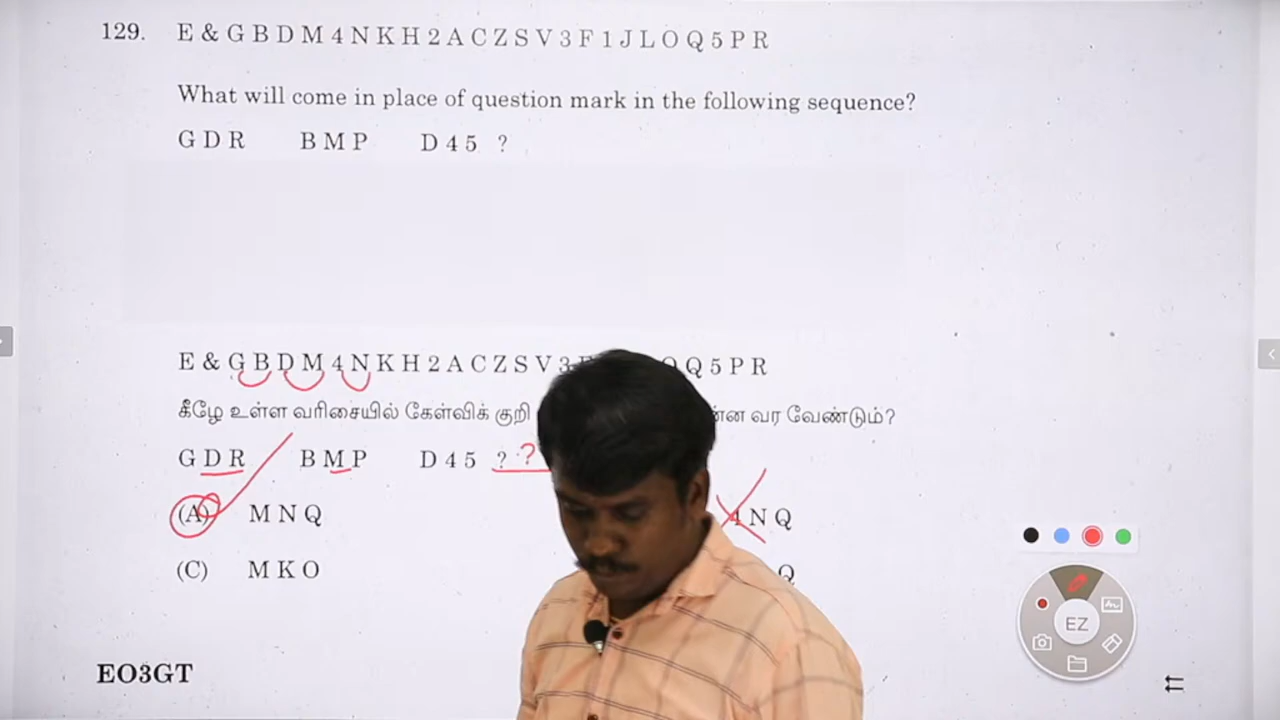 129. E & G B D M 4 N K H 2 A C Z S V 3 F 1 J L O Q 5 P R
What will come in place of question mark in the following sequence?
G D R B M P D 4 5 ?
E & G B D M 4 N K H 2 A C Z S V 3 Q 5 P R
கீழே உள்ள வரிசையில் கேள்விக் குறி வர வேண்டும்?
G D R B M P D 4 5 ? ?
(A) M N Q 4 N Q
(C) M K O Q
EO3GT
EZ